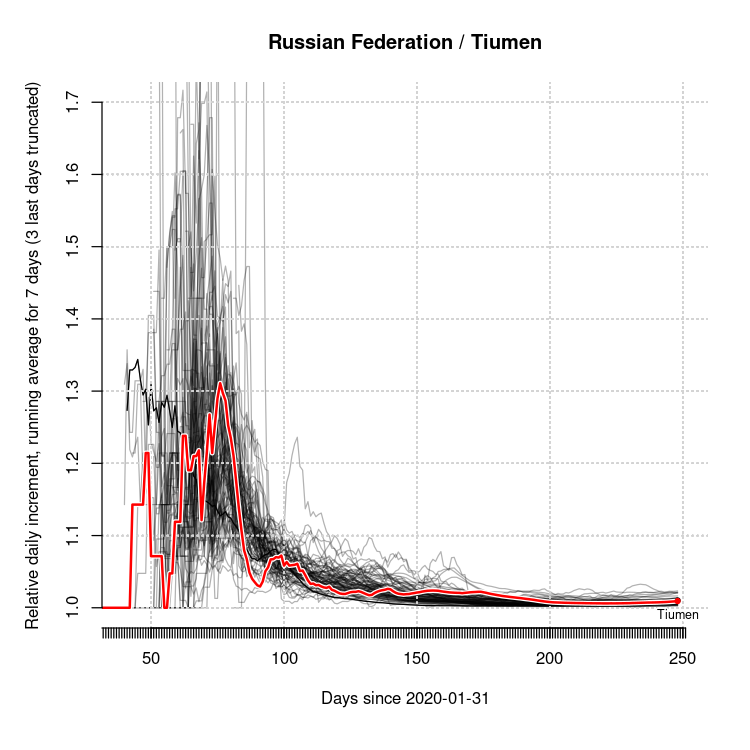 Russian Federation / Tiumen
Relative daily increment, running average for 7 days (3 last days truncated)
1.7
1.6
1.5
1.4
1.3
1.2
1.1
1.0
Tiumen
50 100 150 200 250
Days since 2020-01-31